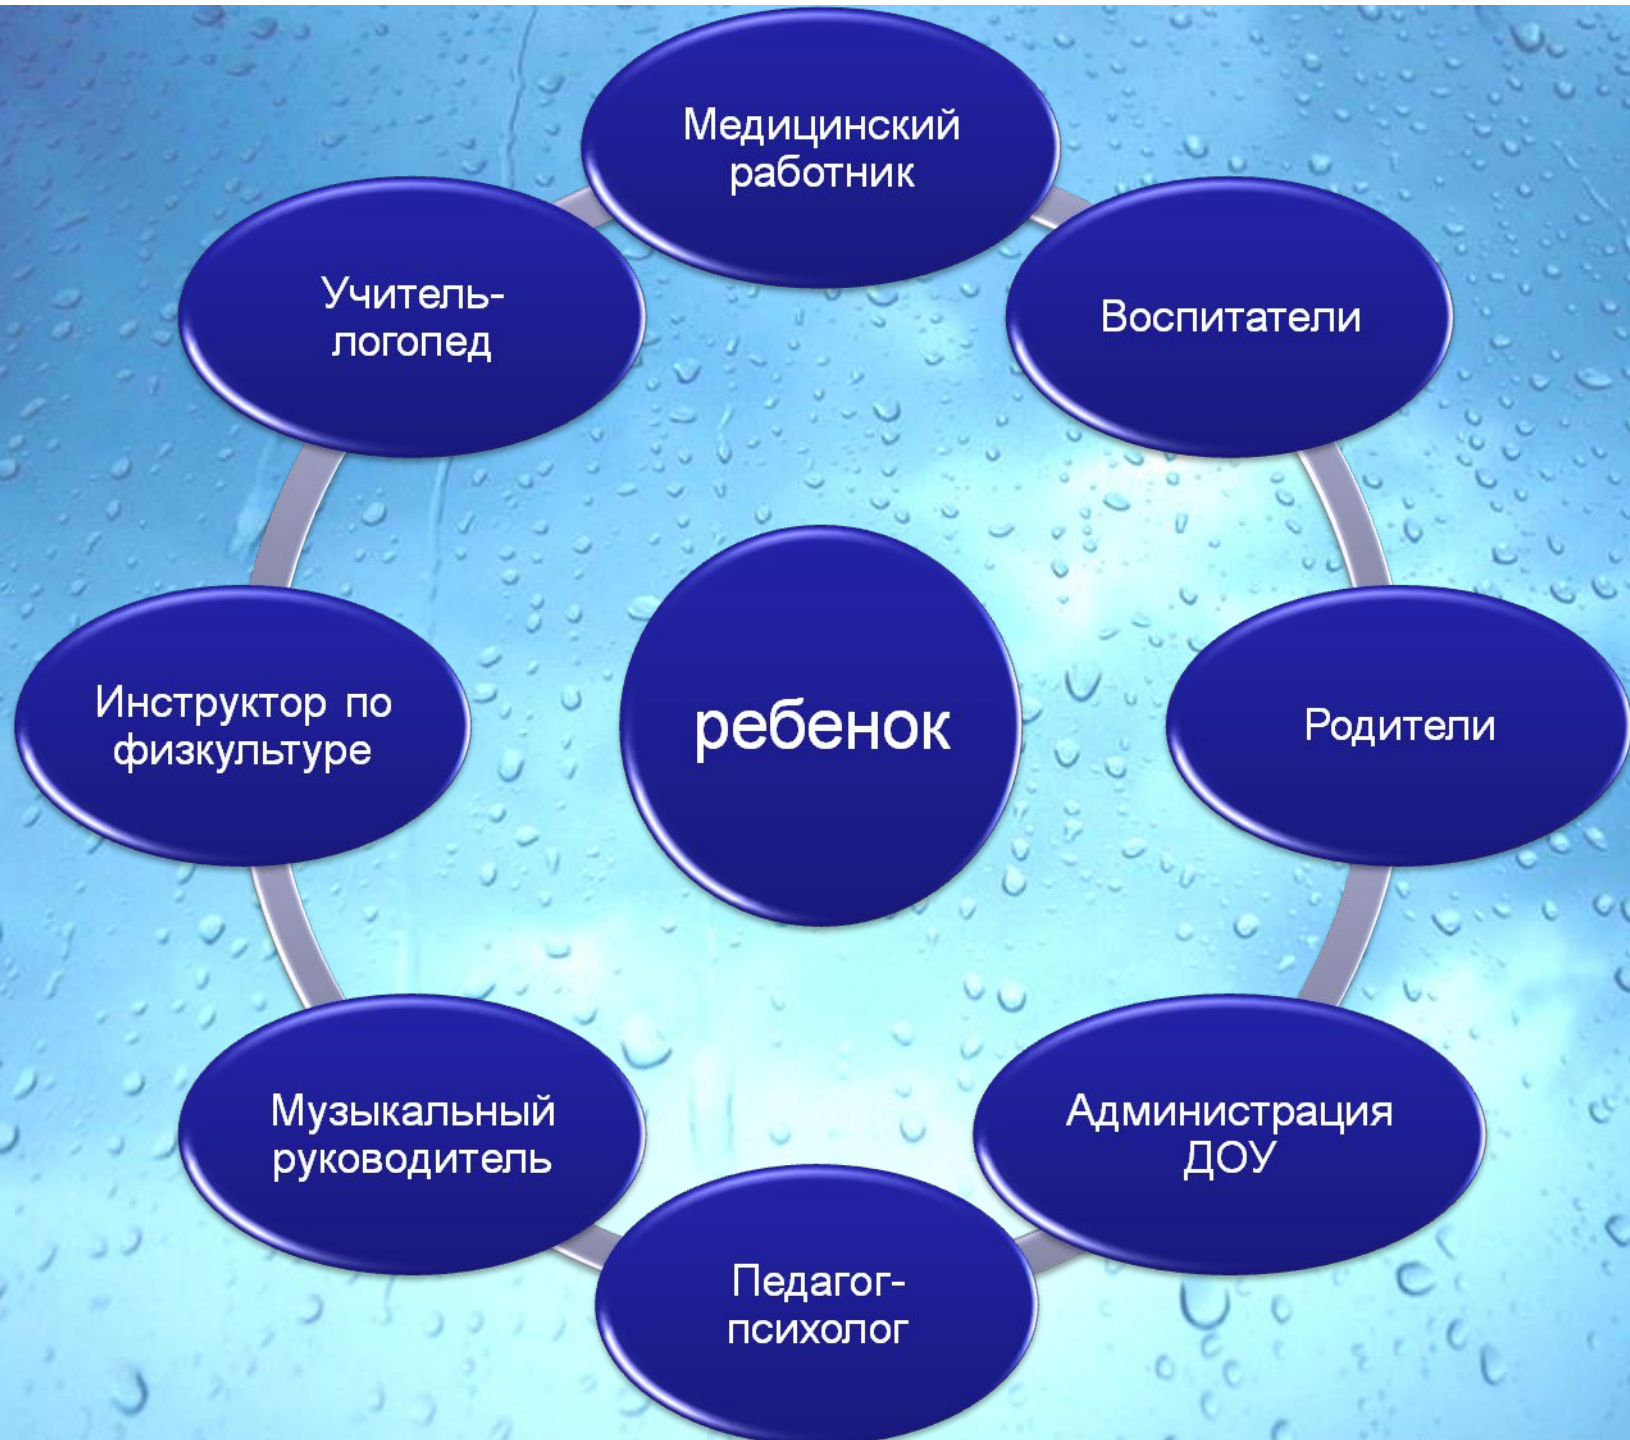 Медицинский
работник
Воспитатели
Родители
Администрация
ДОУ
Педагог-
психолог
Музыкальный
руководитель
Инструктор по
физкультуре
Учитель-
логопед
ребенок